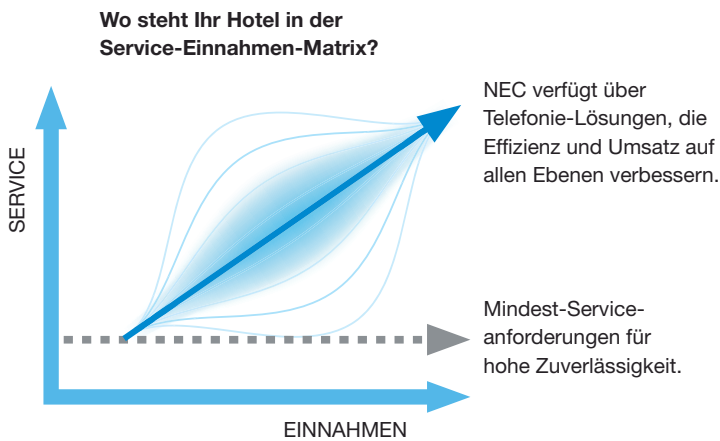 Wo steht Ihr Hotel in der
Service-Einnahmen-Matrix?
NEC verfügt über
Telefonie-Lösungen, die
Effizienz und Umsatz auf
allen Ebenen verbessern.
SERVICE
Mindest-Service-
anforderungen für
hohe Zuverlässigkeit.
EINNAHMEN